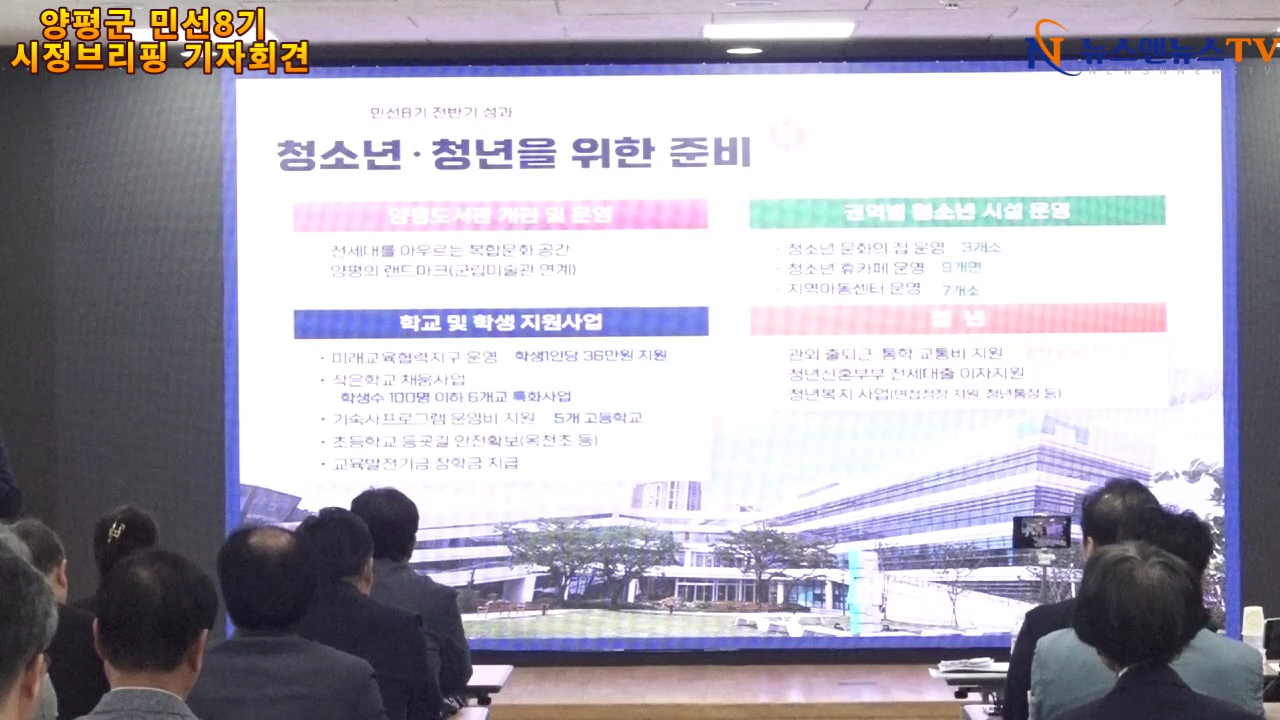 양평군 민선8기
시정브리핑 기자회견
뉴스앤뉴스TV
NEWSNNEWSTV
민선8기 전반기 성과
청소년·청년을 위한 준비
양평도서관 개관 및 운영
전세대를 아우르는 복합문화 공간
양평의 랜드마크(군립미술관 연계)
권역별 청소년 시설 운영
· 청소년 문화의 집 운영 3개소
· 청소년 휴카페 운영 9개면
· 지역아동센터 운영 7개소
학교 및 학생 지원사업
· 미래교육협력지구 운영 학생1인당 36만원 지원
· 작은학교 채움사업
학생수 100명 이하 6개교 특화사업
· 기숙사프로그램 운영비 지원 5개 고등학교
· 초등학교 등굣길 안전확보(옥천초 등)
· 교육발전기금 장학금 지급
청 년
관외 출퇴근 통학 교통비 지원
청년신혼부부 전세대출 이자지원
청년복지 사업(면접정장 지원, 청년통장 등)